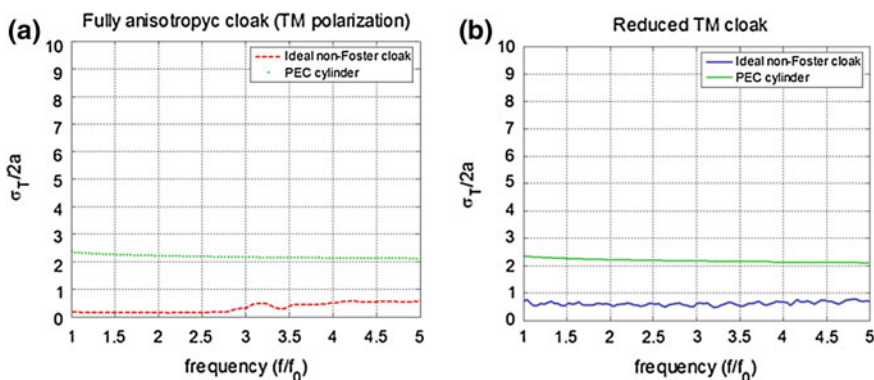 (a)
Fully anisotropyc cloak (TM polarization)
10
9
8
7
6
5
4
3
2
1
0
σT/2a
Ideal non-Foster cloak
PEC cylinder
1 1.5 2 2.5 3 3.5 4 4.5 5
frequency (f/f0)
(b)
Reduced TM cloak
10
9
8
7
6
5
4
3
2
1
0
σT/2a
Ideal non-Foster cloak
PEC cylinder
1 1.5 2 2.5 3 3.5 4 4.5 5
frequency (f/f0)